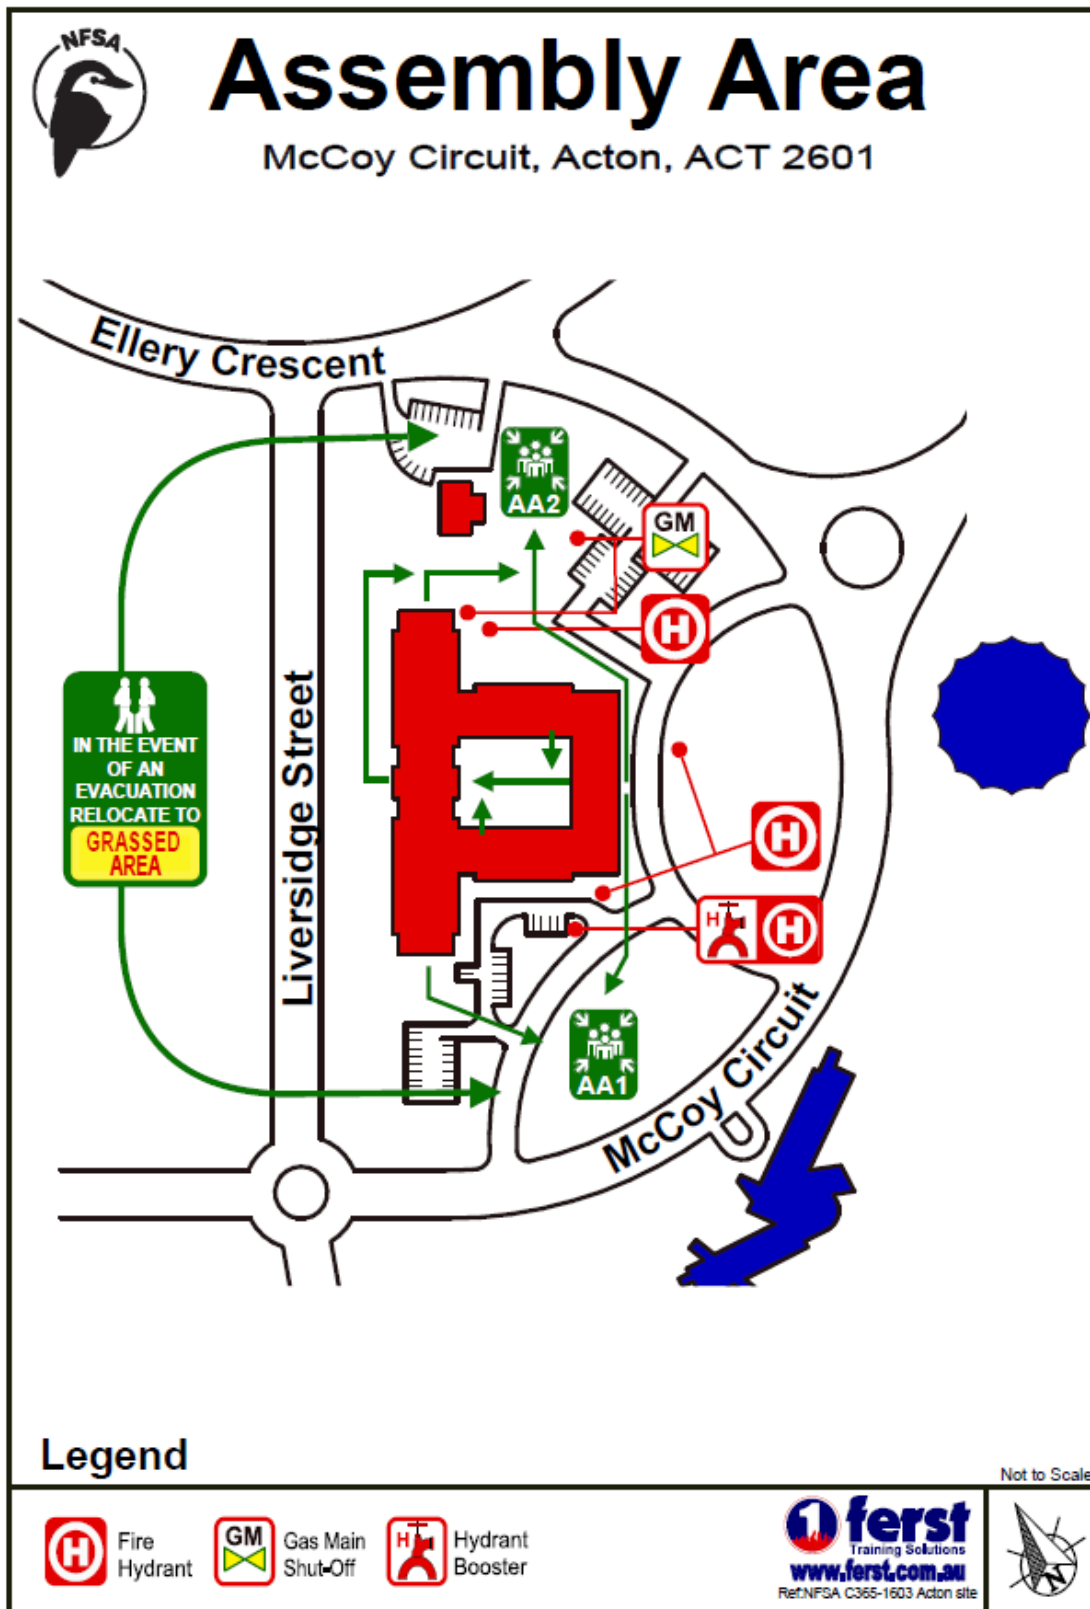 NFSA
Assembly Area
McCoy Circuit, Acton, ACT 2601
Ellery Crescent
AA2
GM
H
Liversidge Street
IN THE EVENT
OF AN
EVACUATION
RELOCATE TO
GRASSED
AREA
H
H
H
AA1
McCoy Circuit
Legend
Not to Scale
H
Fire
Hydrant
GM
Gas Main
Shut-Off
H
Hydrant
Booster
1 ferst
Training Solutions
www.ferst.com.au
Ref:NFSA C365-1603 Acton site
N